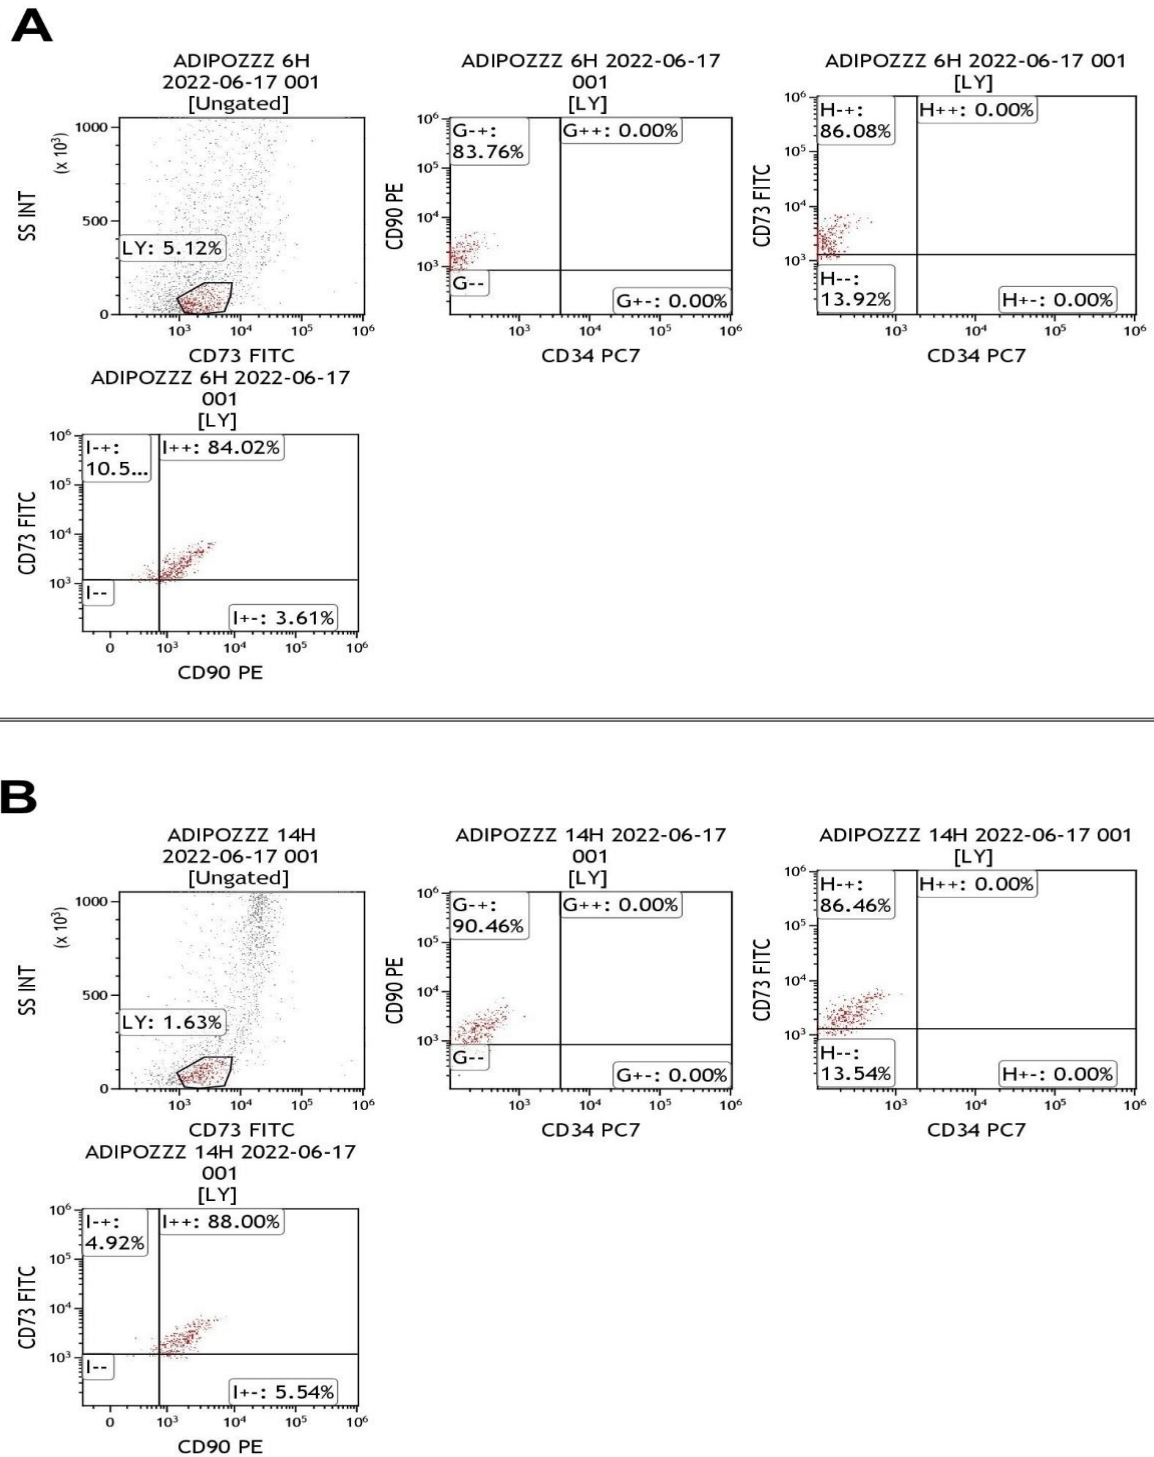 A
ADIPOZZZ 6H
2022-06-17 001
[Ungated]
(x 10³)
SS INT
1000
500
0
LY: 5.12%
10³ 10⁴ 10⁵ 10⁶
CD73 FITC
ADIPOZZZ 6H 2022-06-17
001
[LY]
CD90 PE
10⁶
10⁵
10⁴
10³
G-+:
83.76%
G++: 0.00%
G--
G+-: 0.00%
10³ 10⁴ 10⁵ 10⁶
CD34 PC7
ADIPOZZZ 6H 2022-06-17 001
[LY]
CD73 FITC
10⁶
10⁵
10⁴
10³
H-+:
86.08%
H++: 0.00%
H--:
13.92%
H+-: 0.00%
10³ 10⁴ 10⁵ 10⁶
CD34 PC7
ADIPOZZZ 6H 2022-06-17
001
[LY]
CD73 FITC
10⁶
10⁵
10⁴
10³
I-+:
10.5...
I++: 84.02%
I--
I+-: 3.61%
0 10³ 10⁴ 10⁵ 10⁶
CD90 PE
B
ADIPOZZZ 14H
2022-06-17 001
[Ungated]
(x 10³)
SS INT
1000
500
0
LY: 1.63%
10³ 10⁴ 10⁵ 10⁶
CD73 FITC
ADIPOZZZ 14H 2022-06-17
001
[LY]
CD90 PE
10⁶
10⁵
10⁴
10³
G-+:
90.46%
G++: 0.00%
G--
G+-: 0.00%
10³ 10⁴ 10⁵ 10⁶
CD34 PC7
ADIPOZZZ 14H 2022-06-17 001
[LY]
CD73 FITC
10⁶
10⁵
10⁴
10³
H-+:
86.46%
H++: 0.00%
H--:
13.54%
H+-: 0.00%
10³ 10⁴ 10⁵ 10⁶
CD34 PC7
ADIPOZZZ 14H 2022-06-17
001
[LY]
CD73 FITC
10⁶
10⁵
10⁴
10³
I-+:
4.92%
I++: 88.00%
I--
I+-: 5.54%
0 10³ 10⁴ 10⁵ 10⁶
CD90 PE